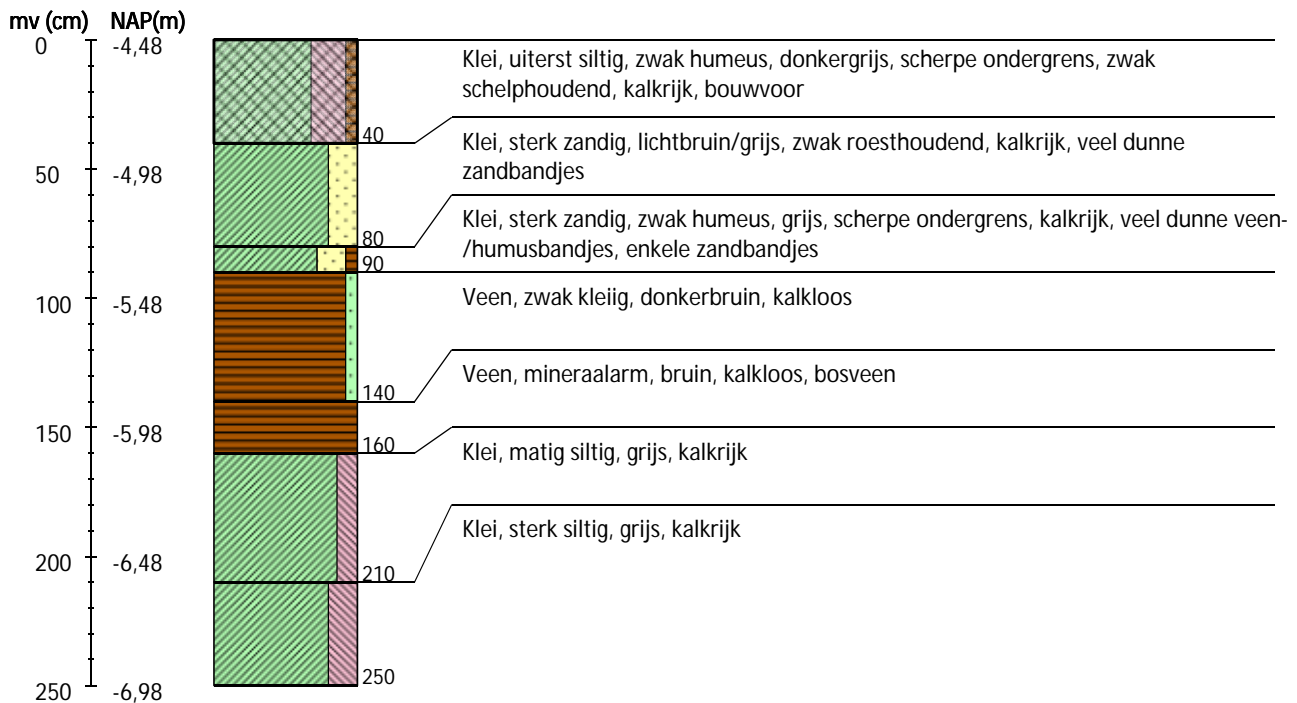 mv (cm) NAP(m)
0 -4,48
Klei, uiterst siltig, zwak humeus, donkergrijs, scherpe ondergrens, zwak
schelphoudend, kalkrijk, bouwvoor
40
Klei, sterk zandig, lichtbruin/grijs, zwak roesthoudend, kalkrijk, veel dunne
zandbandjes
50 -4,98
80
Klei, sterk zandig, zwak humeus, grijs, scherpe ondergrens, kalkrijk, veel dunne veen-
/humusbandjes, enkele zandbandjes
90
100 -5,48
Veen, zwak kleiig, donkerbruin, kalkloos
140
Veen, mineraalarm, bruin, kalkloos, bosveen
150 -5,98
160
Klei, matig siltig, grijs, kalkrijk
200 -6,48
210
Klei, sterk siltig, grijs, kalkrijk
250
250 -6,98